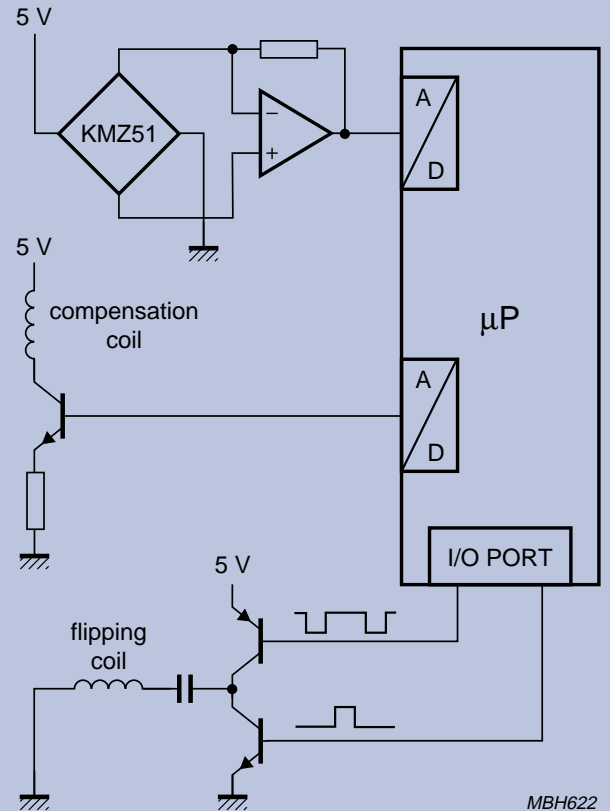 5 V
KMZ51
−
+
A
D
5 V
compensation
coil
μP
A
D
I/O PORT
5 V
flipping
coil
MBH622